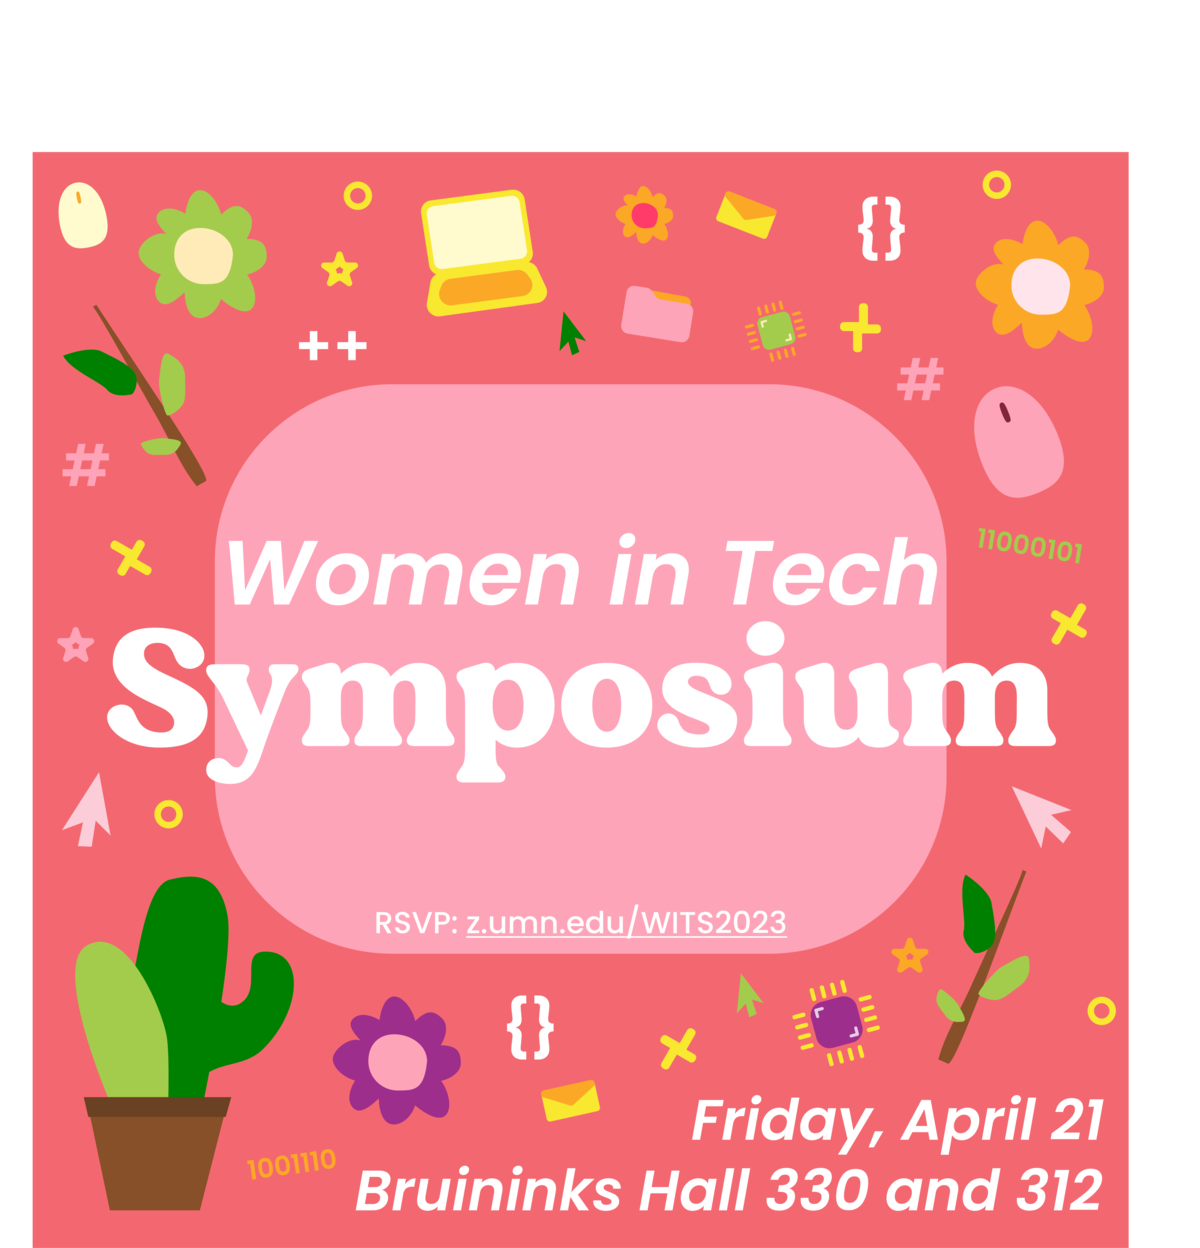 {}
++
#
#
11000101
Women in Tech
Symposium
RSVP: z.umn.edu/WITS2023
{}
1001110
Friday, April 21
Bruininks Hall 330 and 312